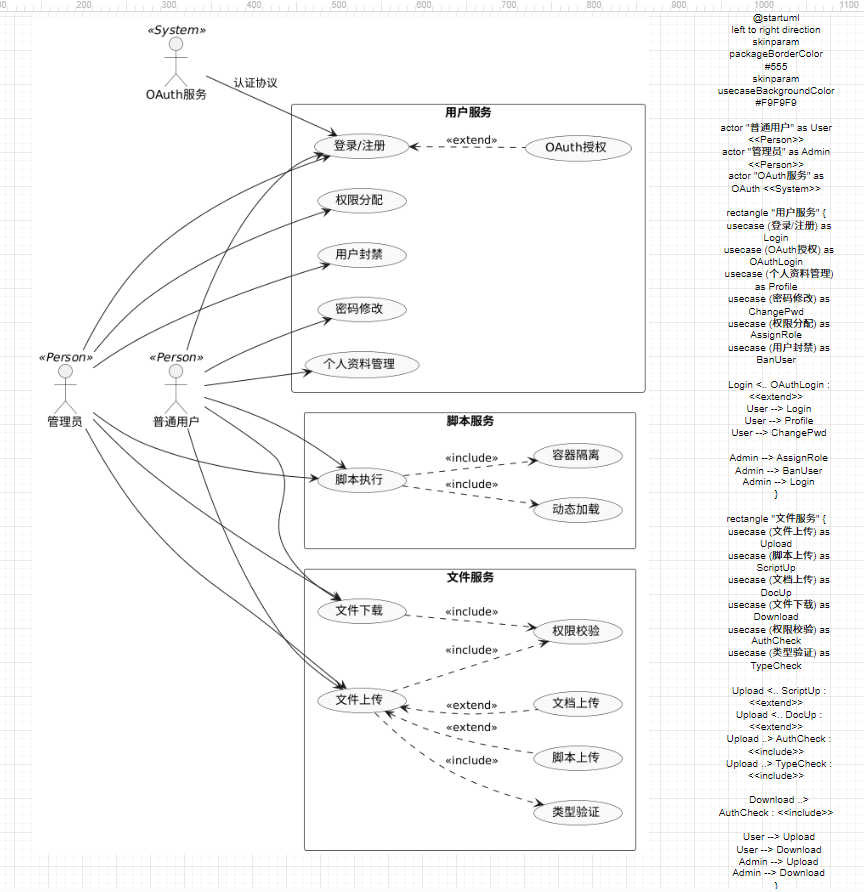 100
200
300
400
500
600
700
800
900
1000
1100
«System»
OAuth服务
认证协议
用户服务
登录/注册
«extend»
OAuth授权
权限分配
用户封禁
密码修改
个人资料管理
«Person»
管理员
«Person»
普通用户
脚本服务
脚本执行
«include»
容器隔离
«include»
动态加载
文件服务
文件下载
«include»
权限校验
«include»
文件上传
«extend»
文档上传
«extend»
脚本上传
«include»
类型验证
@startuml
left to right direction
skinparam
packageBorderColor
#555
skinparam
usecaseBackgroundColor
#F9F9F9
actor "普通用户" as User
<<Person>>
actor "管理员" as Admin
<<Person>>
actor "OAuth服务" as
OAuth <<System>>
rectangle "用户服务" {
usecase (登录/注册) as
Login
usecase (OAuth授权) as
OAuthLogin
usecase (个人资料管理)
as Profile
usecase (密码修改) as
ChangePwd
usecase (权限分配) as
AssignRole
usecase (用户封禁) as
BanUser
Login <.. OAuthLogin :
<<extend>>
User --> Login
User --> Profile
User --> ChangePwd
Admin --> AssignRole
Admin --> BanUser
Admin --> Login
}
rectangle "文件服务" {
usecase (文件上传) as
Upload
usecase (脚本上传) as
ScriptUp
usecase (文档上传) as
DocUp
usecase (文件下载) as
Download
usecase (权限校验) as
AuthCheck
usecase (类型验证) as
TypeCheck
Upload <.. ScriptUp :
<<extend>>
Upload <.. DocUp :
<<extend>>
Upload ..> AuthCheck :
<<include>>
Upload ..> TypeCheck :
<<include>>
Download ..>
AuthCheck : <<include>>
User --> Upload
User --> Download
Admin --> Upload
Admin --> Download
}